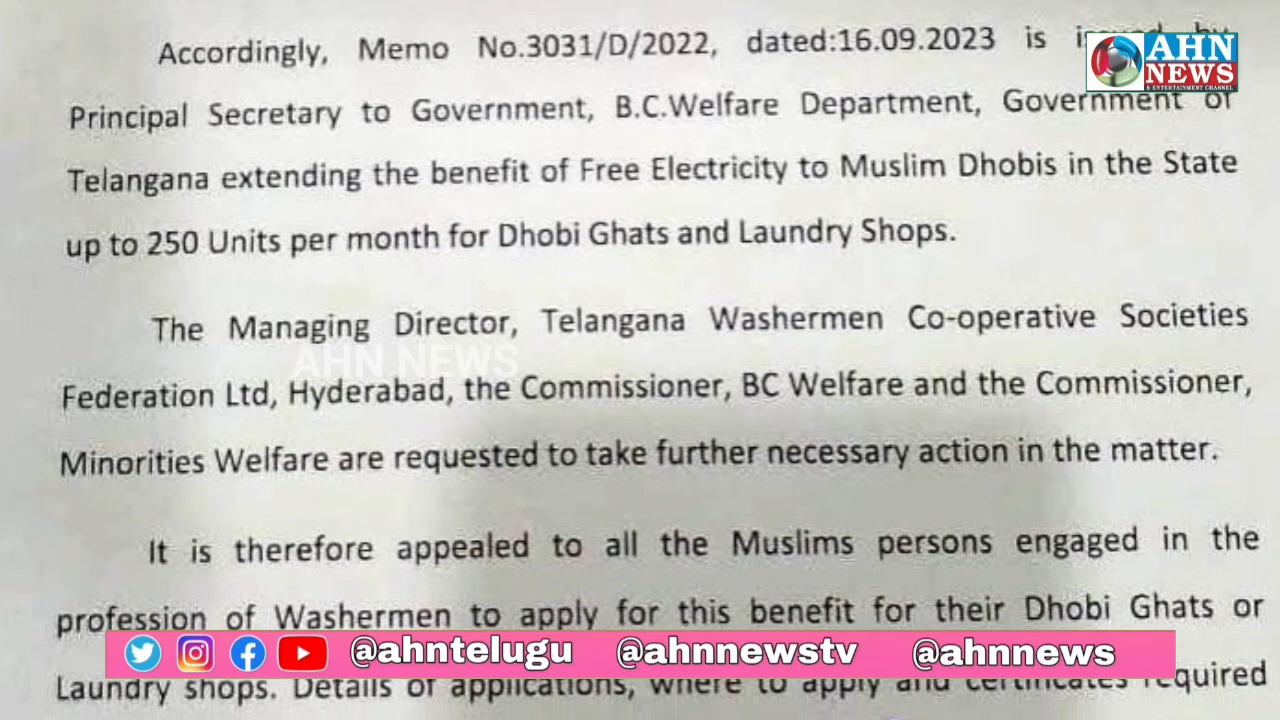 Accordingly, Memo No.3031/D/2022, dated:16.09.2023 is issued by
AHN
NEWS
& ENTERTAINMENT CHANNEL
Principal Secretary to Government, B.C.Welfare Department, Government of
Telangana extending the benefit of Free Electricity to Muslim Dhobis in the State
up to 250 Units per month for Dhobi Ghats and Laundry Shops.
The Managing Director, Telangana Washermen Co-operative Societies
AHN NEWS
Federation Ltd, Hyderabad, the Commissioner, BC Welfare and the Commissioner,
Minorities Welfare are requested to take further necessary action in the matter.
It is therefore appealed to all the Muslims persons engaged in the
profession of Washermen to apply for this benefit for their Dhobi Ghats or
@ahntelugu @ahnnewstv @ahnnews
Laundry shops. Details of applications, where to apply and certificates required